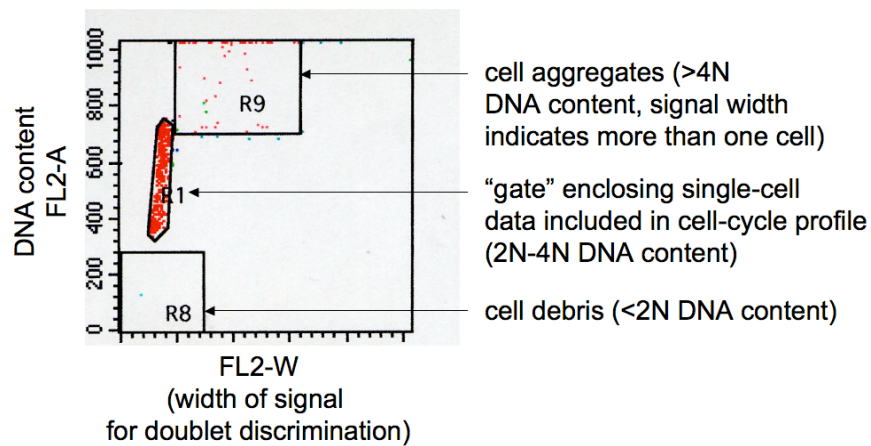 DNA content
FL2-A
1000
800
600
400
200
0
R9
R1
R8
FL2-W
(width of signal
for doublet discrimination)
cell aggregates (>4N
DNA content, signal width
indicates more than one cell)
“gate” enclosing single-cell
data included in cell-cycle profile
(2N-4N DNA content)
cell debris (<2N DNA content)